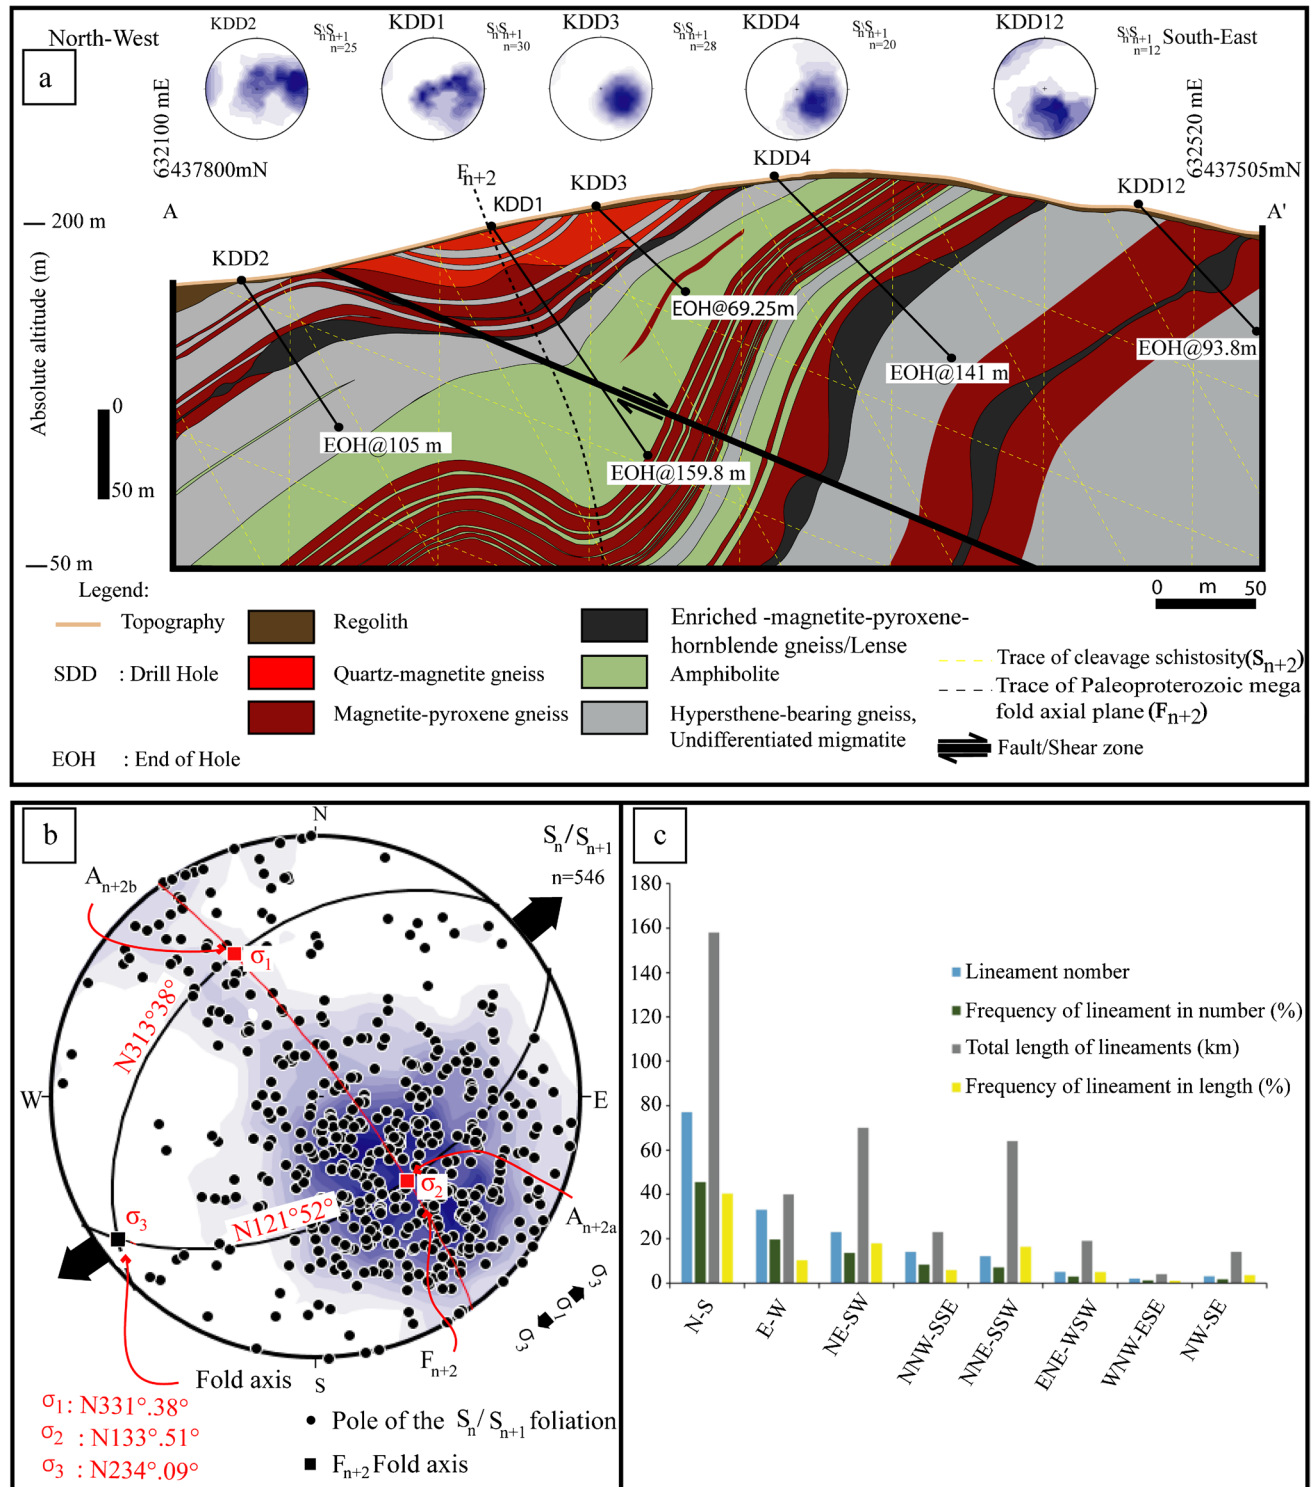 a
North-West
KDD2
Sn\Sn+1
n=25
KDD1
Sn\Sn+1
n=30
KDD3
Sn\Sn+1
n=28
KDD4
Sn\Sn+1
n=20
KDD12
Sn\Sn+1
n=12
South-East
632100 mE
6437800mN
632520 mE
6437505mN
A
A'
Fn+2
KDD2
KDD1
KDD3
KDD4
KDD12
200 m
Absolute altitude (m)
0
50 m
50 m
EOH@105 m
EOH@159.8 m
EOH@69.25m
EOH@141 m
EOH@93.8m
0 m 50
Legend:
Topography
SDD : Drill Hole
EOH : End of Hole
Regolith
Quartz-magnetite gneiss
Magnetite-pyroxene gneiss
Enriched -magnetite-pyroxene-
hornblende gneiss/Lense
Amphibolite
Hypersthene-bearing gneiss,
Undifferentiated migmatite
Trace of cleavage schistosity(Sn+2)
Trace of Paleoproterozoic mega
fold axial plane (Fn+2)
Fault/Shear zone
b
N
Sn/Sn+1
n=546
An+2b
σ1
N313°38°
W
E
σ2
N121°52°
σ3
An+2a
σ3
σ1
σ3
Fn+2
Fold axis
S
σ1: N331°.38°
σ2 : N133°.51°
σ3 : N234°.09°
Pole of the Sn/Sn+1 foliation
Fn+2 Fold axis
c
180
160
140
120
100
80
60
40
20
0
Lineament number
Frequency of lineament in number (%)
Total length of lineaments (km)
Frequency of lineament in length (%)
N-S
E-W
NE-SW
NNW-SSE
NNE-SSW
ENE-WSW
WNW-ESE
NW-SE